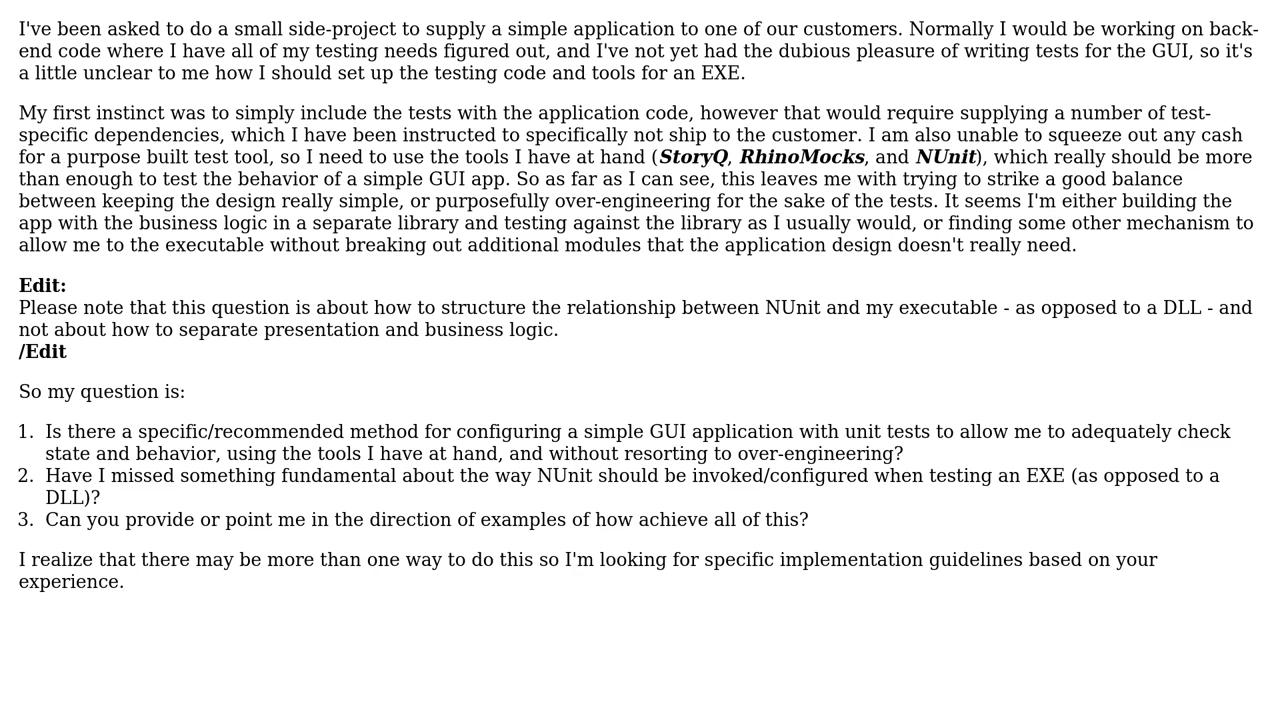 I've been asked to do a small side-project to supply a simple application to one of our customers. Normally I would be working on back-
end code where I have all of my testing needs figured out, and I've not yet had the dubious pleasure of writing tests for the GUI, so it's
a little unclear to me how I should set up the testing code and tools for an EXE.
My first instinct was to simply include the tests with the application code, however that would require supplying a number of test-
specific dependencies, which I have been instructed to specifically not ship to the customer. I am also unable to squeeze out any cash
for a purpose built test tool, so I need to use the tools I have at hand (StoryQ, RhinoMocks, and NUnit), which really should be more
than enough to test the behavior of a simple GUI app. So as far as I can see, this leaves me with trying to strike a good balance
between keeping the design really simple, or purposefully over-engineering for the sake of the tests. It seems I'm either building the
app with the business logic in a separate library and testing against the library as I usually would, or finding some other mechanism to
allow me to the executable without breaking out additional modules that the application design doesn't really need.
Edit:
Please note that this question is about how to structure the relationship between NUnit and my executable - as opposed to a DLL - and
not about how to separate presentation and business logic.
/Edit
So my question is:
1. Is there a specific/recommended method for configuring a simple GUI application with unit tests to allow me to adequately check
state and behavior, using the tools I have at hand, and without resorting to over-engineering?
2. Have I missed something fundamental about the way NUnit should be invoked/configured when testing an EXE (as opposed to a
DLL)?
3. Can you provide or point me in the direction of examples of how achieve all of this?
I realize that there may be more than one way to do this so I'm looking for specific implementation guidelines based on your
experience.